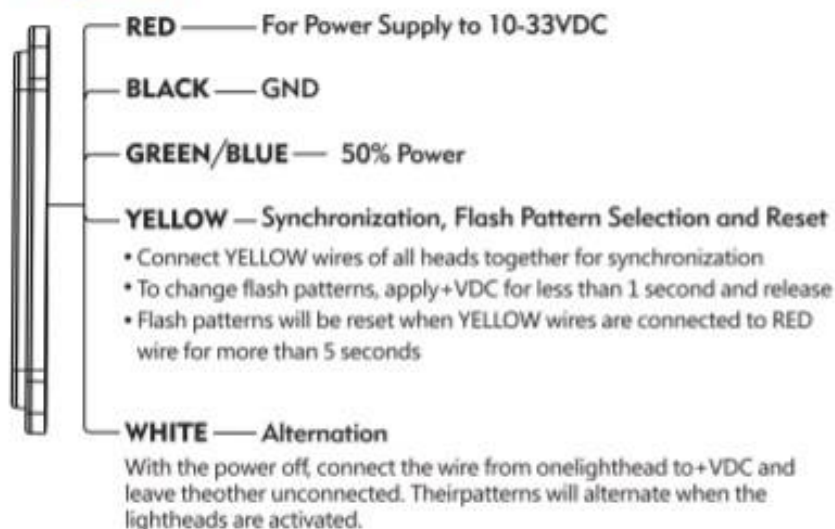 RED — For Power Supply to 10-33VDC
BLACK — GND
GREEN/BLUE — 50% Power
YELLOW — Synchronization, Flash Pattern Selection and Reset
• Connect YELLOW wires of all heads together for synchronization
• To change flash patterns, apply+VDC for less than 1 second and release
• Flash patterns will be reset when YELLOW wires are connected to RED
wire for more than 5 seconds
WHITE — Alternation
With the power off, connect the wire from onelighthead to+VDC and
leave theother unconnected. Theirpatterns will alternate when the
lightheads are activated.